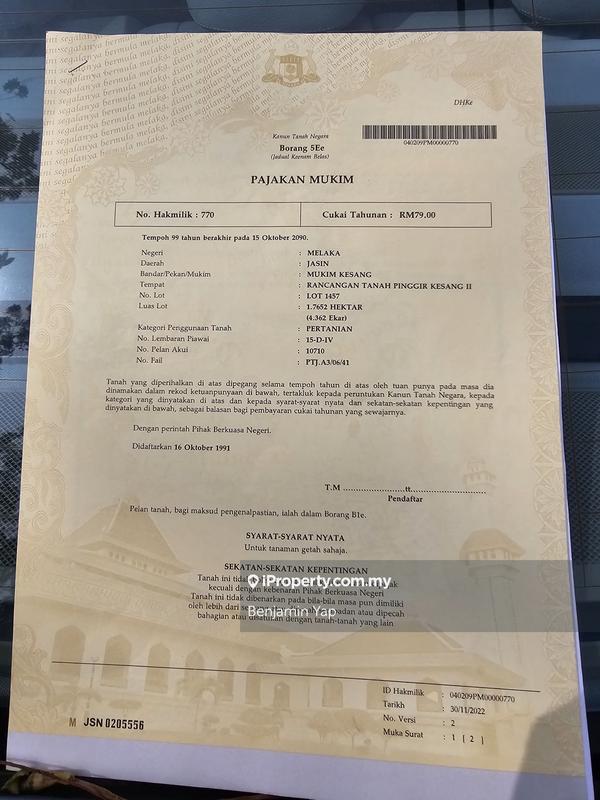 DHKe
040209PM00000770
Kanun Tanah Negara
Borang 5Ee
(Jadual Keenam Belas)
PAJAKAN MUKIM
No. Hakmilik : 770
Cukai Tahunan : RM79.00
Tempoh 99 tahun berakhir pada 15 Oktober 2090.
Negeri : MELAKA
Daerah : JASIN
Bandar/Pekan/Mukim : MUKIM KESANG
Tempat : RANCANGAN TANAH PINGGIR KESANG II
No. Lot : LOT 1457
Luas Lot : 1.7652 HEKTAR
(4.362 Ekar)
Kategori Penggunaan Tanah : PERTANIAN
No. Lembaran Piawai : 15-D-IV
No. Pelan Akui : 10710
No. Fail : PTJ.A3/06/41
Tanah yang diperihalkan di atas dipegang selama tempoh tahun di atas oleh tuan punya pada masa dia
dinamakan dalam rekod ketuanpunyaan di bawah, tertakluk kepada peruntukan Kanun Tanah Negara, kepada
kategori yang dinyatakan di atas dan kepada syarat-syarat nyata dan sekatan-sekatan kepentingan yang
dinyatakan di bawah, sebagai balasan bagi pembayaran cukai tahunan yang sewajarnya.
Dengan perintah Pihak Berkuasa Negeri.
Didaftarkan 16 Oktober 1991
T.M ......................tt..........................
Pendaftar
Pelan tanah, bagi maksud pengenalpastian, ialah dalam Borang B1e.
SYARAT-SYARAT NYATA
Untuk tanaman getah sahaja.
SEKATAN-SEKATAN KEPENTINGAN
Tanah ini tidak
kecuali dengan kebenaran Pihak Berkuasa Negeri
Tanah ini tidak dibenarkan pada bila-bila masa pun dimiliki
oleh lebih dari atau dipecah
bahagian atau disatukan dengan tanah-tanah yang lain
iProperty.com.my
Benjamin Yap
M JSN 0205556
ID Hakmilik : 040209PM00000770
Tarikh : 30/11/2022
No. Versi : 2
Muka Surat : 1 [ 2 ]